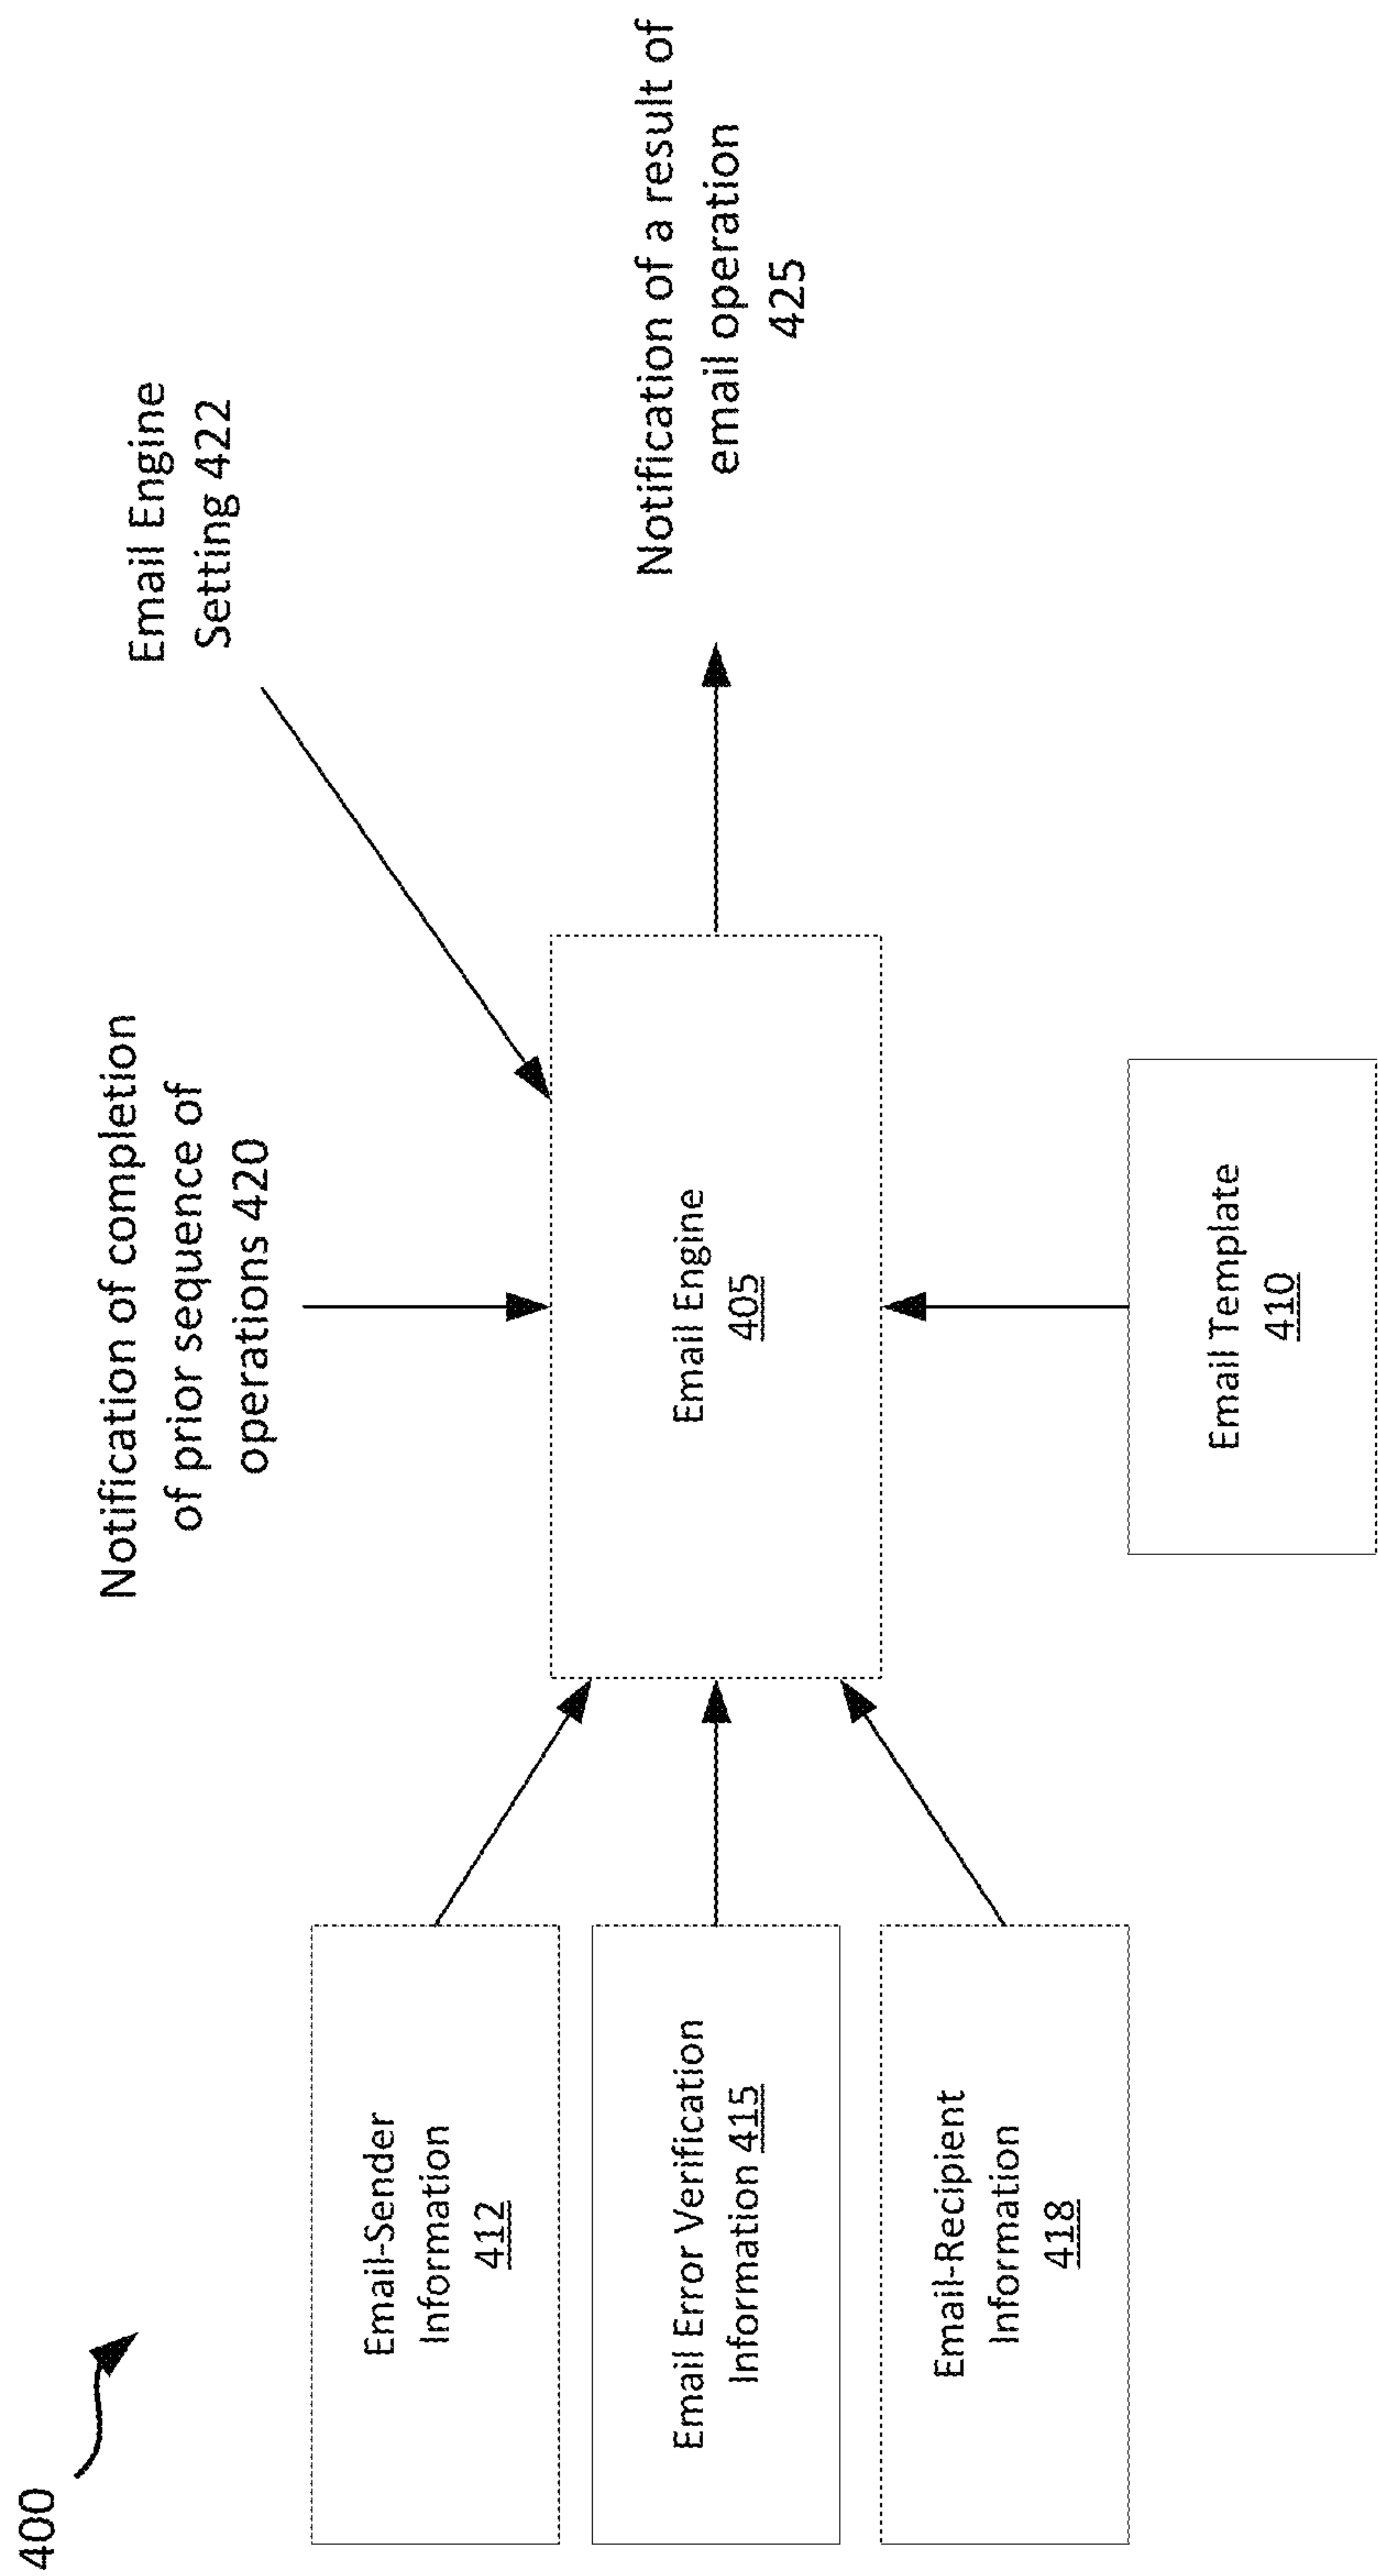 400
Notification of completion
of prior sequence of
operations 420
Email Engine
Setting 422
Email-Sender
Information
412
Email Error Verification
Information 415
Email-Recipient
Information
418
Email Engine
405
Notification of a result of
email operation
425
Email Template
410